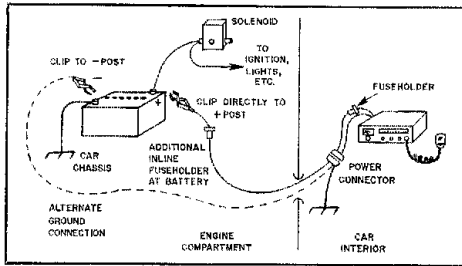 SOLENOID
TO
IGNITION,
LIGHTS,
ETC.
CLIP TO - POST
-
+
CLIP DIRECTLY TO
+ POST
FUSEHOLDER
CAR
CHASSIS
ADDITIONAL
INLINE
FUSEHOLDER
AT BATTERY
POWER
CONNECTOR
ALTERNATE
GROUND
CONNECTION
ENGINE
COMPARTMENT
CAR
INTERIOR